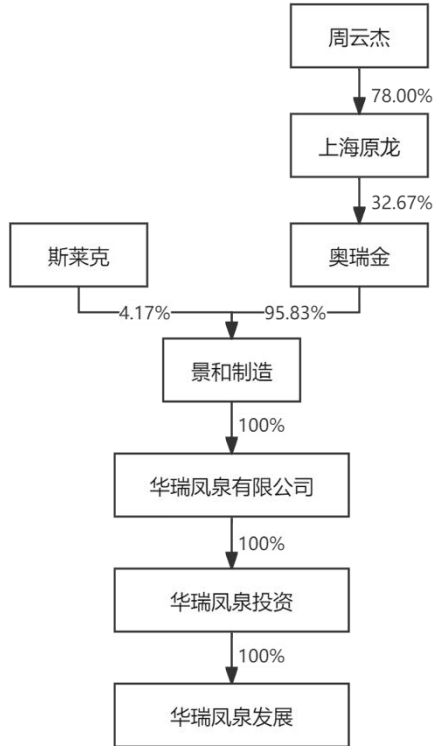 周云杰
78.00%
上海原龙
32.67%
斯莱克
奥瑞金
4.17%
95.83%
景和制造
100%
华瑞凤泉有限公司
100%
华瑞凤泉投资
100%
华瑞凤泉发展